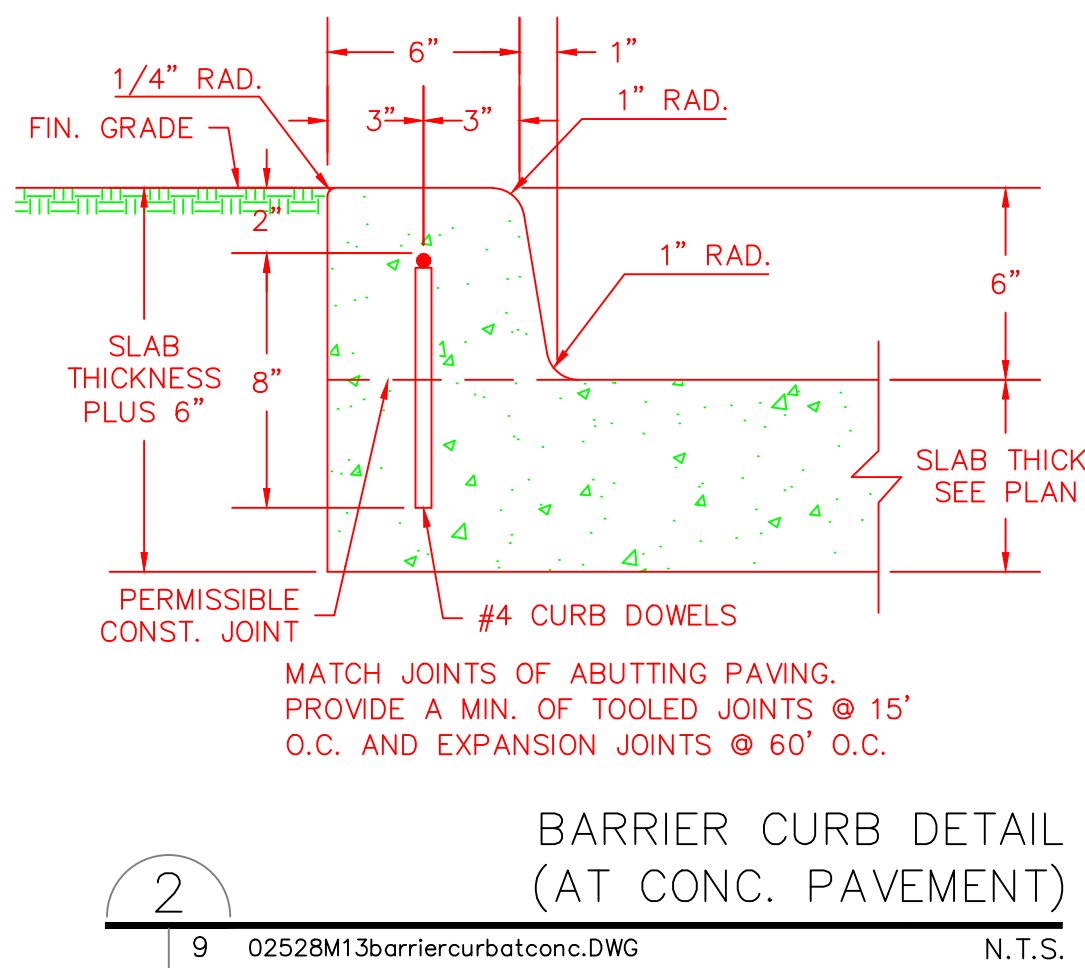 6"
1"
1/4" RAD.
1" RAD.
3"
3"
FIN. GRADE
2"
1" RAD.
6"
SLAB
THICKNESS
PLUS 6"
8"
SLAB THICK
SEE PLAN
PERMISSIBLE
CONST. JOINT
#4 CURB DOWELS
MATCH JOINTS OF ABUTTING PAVING.
PROVIDE A MIN. OF TOOLED JOINTS @ 15'
O.C. AND EXPANSION JOINTS @ 60' O.C.
BARRIER CURB DETAIL
(AT CONC. PAVEMENT)
2
9
02528M13barriercurbatconc.DWG
N.T.S.